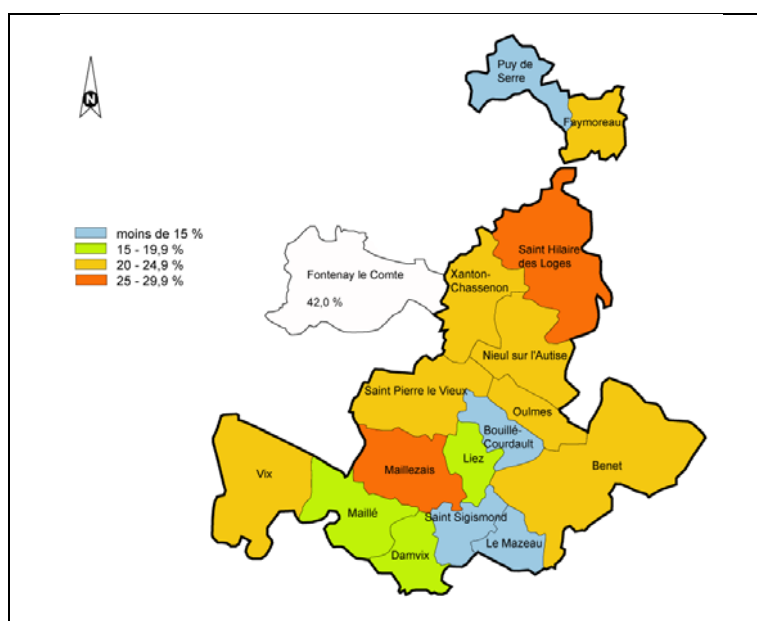 Puy de
Serre
Faymoreau
N
moins de 15 %
15 - 19,9 %
20 - 24,9 %
25 - 29,9 %
Saint Hilaire
des Loges
Fontenay le Comte
42,0 %
Xanton-
Chassenon
Nieul sur l'Autise
Saint Pierre le Vieux
Oulmes
Bouillé-
Courdault
Liez
Benet
Maillezais
Vix
Maillé
Saint Sigismond
Le Mazeau
Damvix